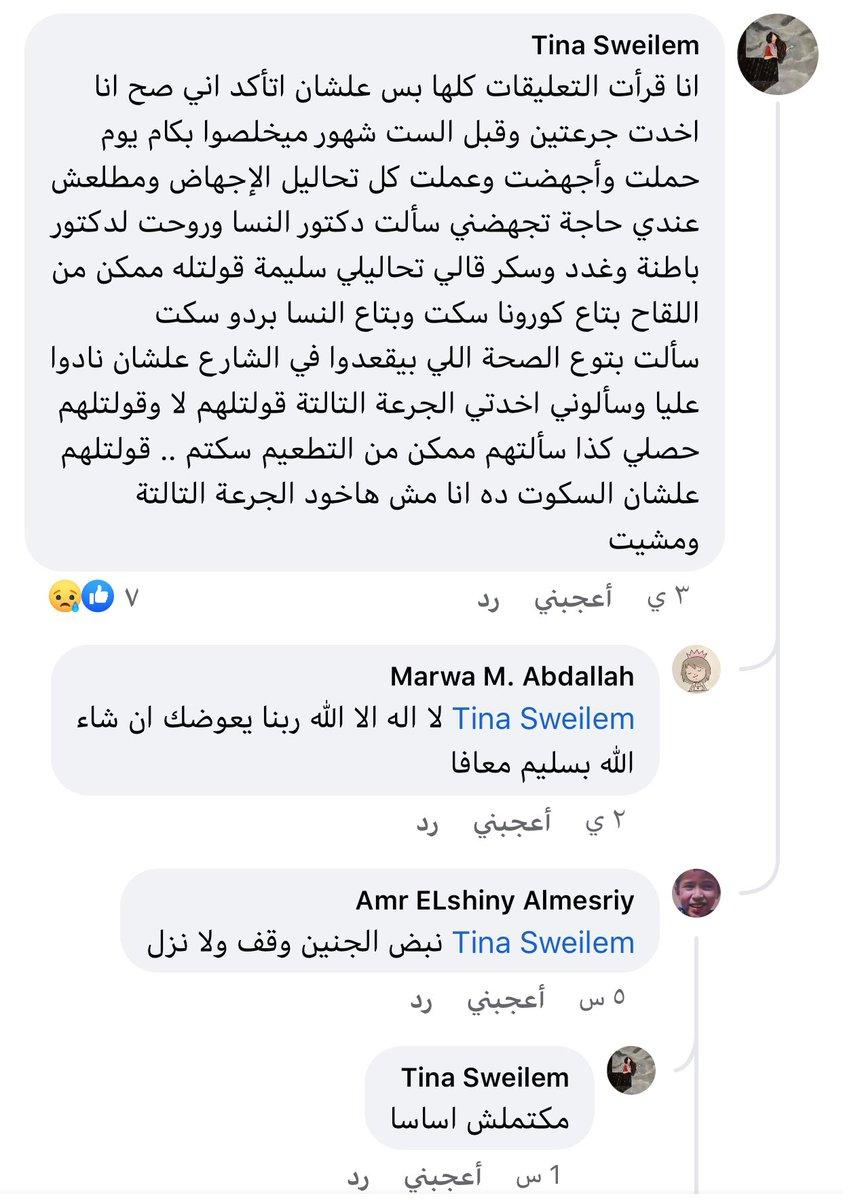 Tina Sweilem
انا قرأت التعليقات كلها بس علشان اتأكد اني صح انا
اخدت جرعتين وقبل الست شهور ميخلصوا بكام يوم
حملت وأجهضت وعملت كل تحاليل الإجهاض ومطلعش
عندي حاجة تجهضني سألت دكتور النسا وروحت لدكتور
باطنة وغدد وسكر قالي تحاليلي سليمة قولتله ممكن من
اللقاح بتاع كورونا سكت وبتاع النسا بردو سكت
سألت بتوع الصحة اللي بيقعدوا في الشارع علشان نادوا
عليا وسألوني اخدتي الجرعة التالتة قولتلهم لا وقولتلهم
حصلي كذا سألتهم ممكن من التطعيم سكتم .. قولتلهم
علشان السكوت ده انا مش هاخود الجرعة التالتة
ومشيت
٣ ي أعجبني رد ٧
Marwa M. Abdallah
Tina Sweilem لا اله الا الله ربنا يعوضك ان شاء
الله بسليم معافا
٢ ي أعجبني رد
Amr ELshiny Almesriy
Tina Sweilem نبض الجنين وقف ولا نزل
٥ س أعجبني رد
Tina Sweilem
مكتملش اساسا
1 س أعجبني رد